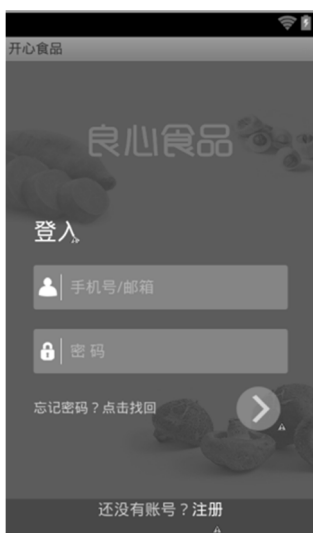 开心食品
良心食品
登入
手机号/邮箱
密 码
忘记密码？点击找回
还没有账号？注册